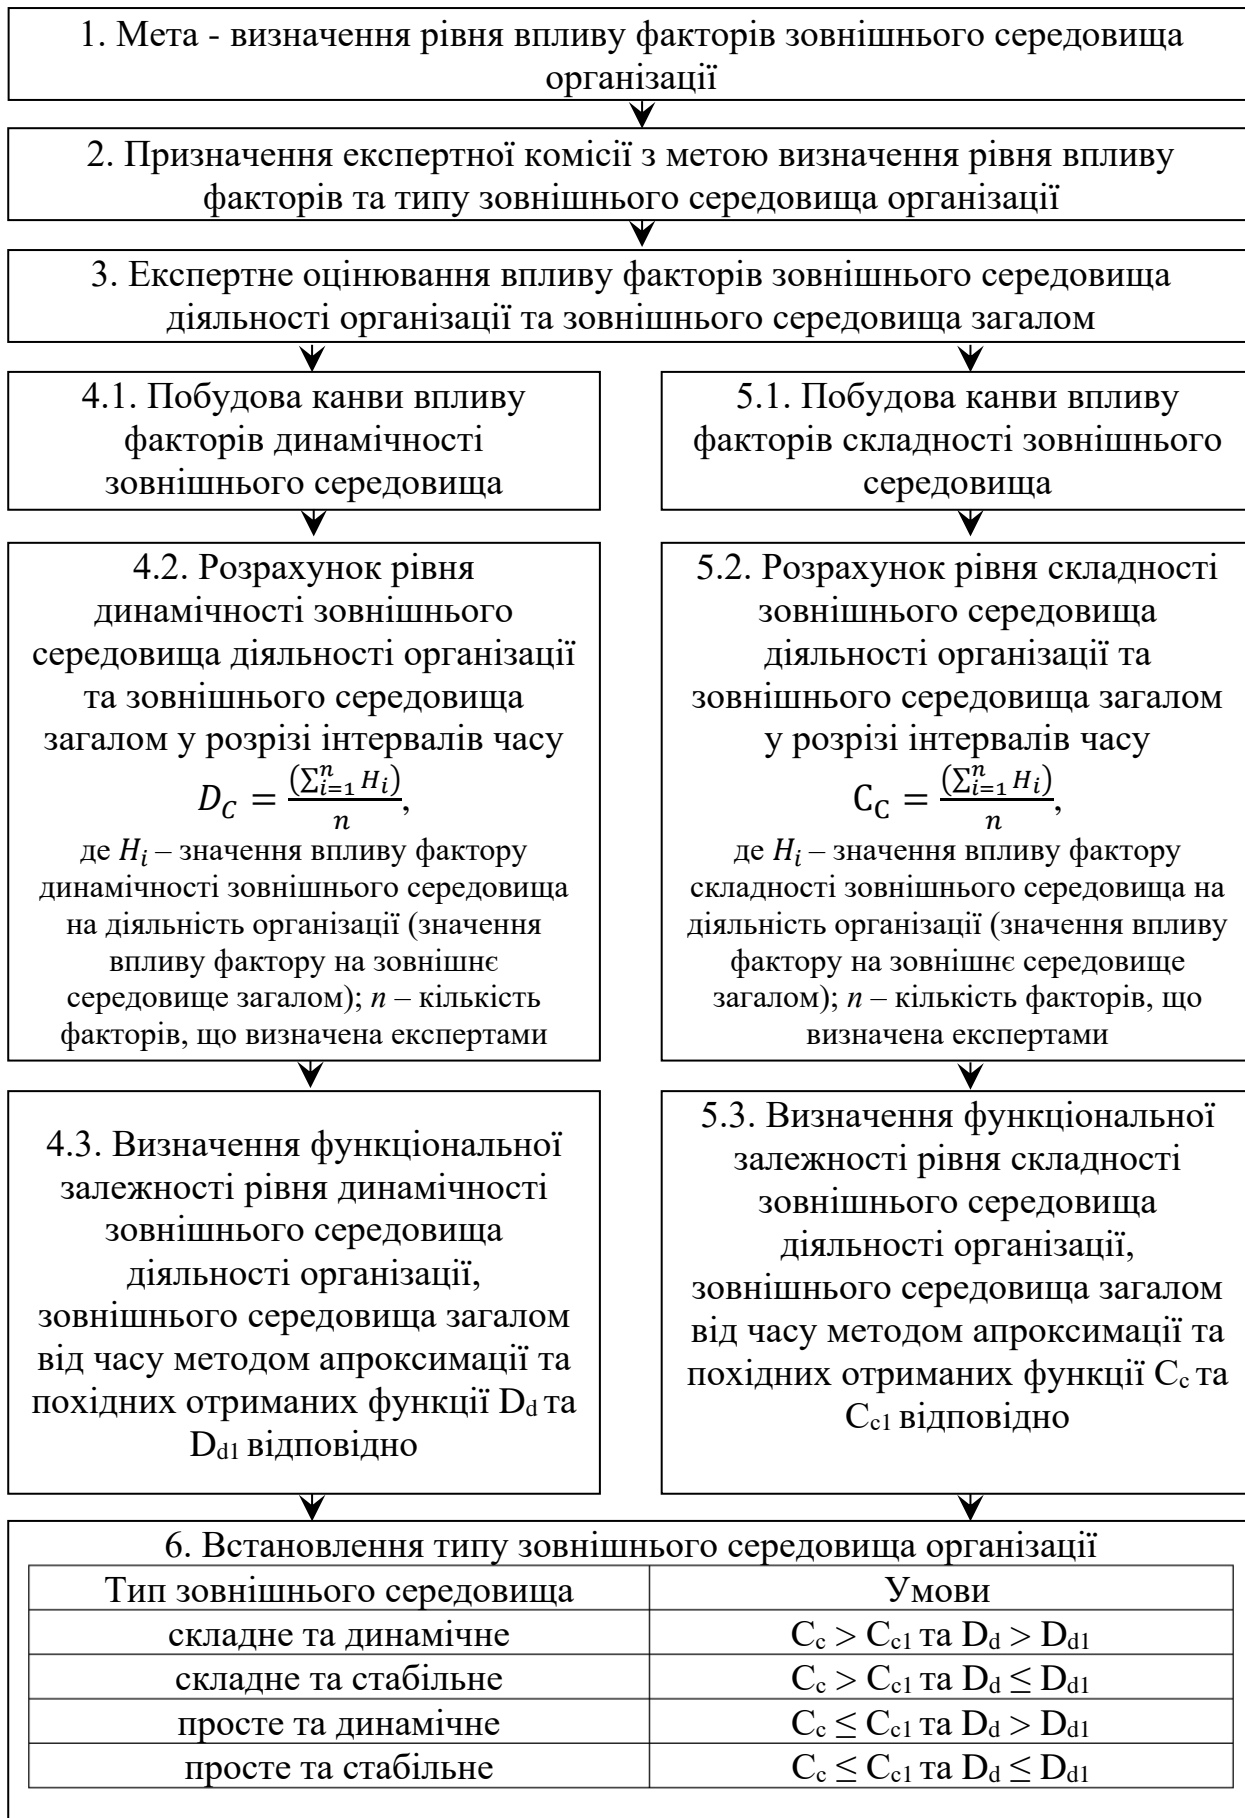 1. Мета - визначення рівня впливу факторів зовнішнього середовища
організації
2. Призначення експертної комісії з метою визначення рівня впливу
факторів та типу зовнішнього середовища організації
3. Експертне оцінювання впливу факторів зовнішнього середовища
діяльності організації та зовнішнього середовища загалом
4.1. Побудова канви впливу
факторів динамічності
зовнішнього середовища
5.1. Побудова канви впливу
факторів складності зовнішнього
середовища
4.2. Розрахунок рівня
динамічності зовнішнього
середовища діяльності організації
та зовнішнього середовища
загалом у розрізі інтервалів часу
$D_C = \frac{(\sum_{i=1}^{n} H_i)}{n}$,
де $H_i$ – значення впливу фактору
динамічності зовнішнього середовища
на діяльність організації (значення
впливу фактору на зовнішнє
середовище загалом); n – кількість
факторів, що визначена експертами
5.2. Розрахунок рівня складності
зовнішнього середовища
діяльності організації та
зовнішнього середовища загалом
у розрізі інтервалів часу
$C_C = \frac{(\sum_{i=1}^{n} H_i)}{n}$,
де $H_i$ – значення впливу фактору
складності зовнішнього середовища на
діяльність організації (значення впливу
фактору на зовнішнє середовище
загалом); n – кількість факторів, що
визначена експертами
4.3. Визначення функціональної
залежності рівня динамічності
зовнішнього середовища
діяльності організації,
зовнішнього середовища загалом
від часу методом апроксимації та
похідних отриманих функції D_d та
D_d1 відповідно
5.3. Визначення функціональної
залежності рівня складності
зовнішнього середовища
діяльності організації,
зовнішнього середовища загалом
від часу методом апроксимації та
похідних отриманих функції C_c та
C_c1 відповідно
6. Встановлення типу зовнішнього середовища організації
Тип зовнішнього середовища Умови
складне та динамічне C_c > C_c1 та D_d > D_d1
складне та стабільне C_c > C_c1 та D_d ≤ D_d1
просте та динамічне C_c ≤ C_c1 та D_d > D_d1
просте та стабільне C_c ≤ C_c1 та D_d ≤ D_d1